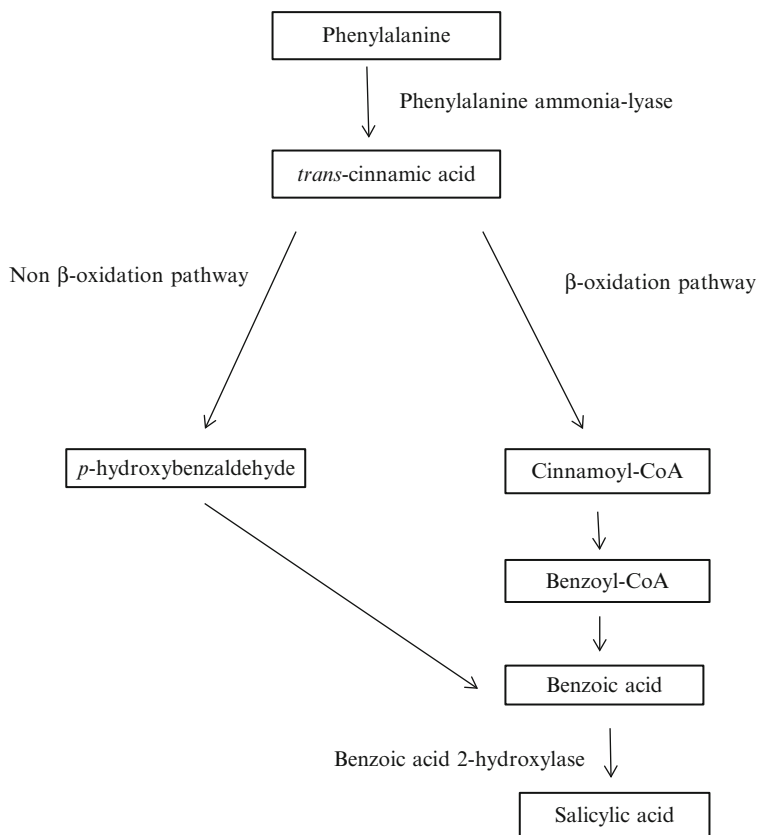 Phenylalanine
Phenylalanine ammonia-lyase
trans-cinnamic acid
Non β-oxidation pathway
β-oxidation pathway
p-hydroxybenzaldehyde
Cinnamoyl-CoA
Benzoyl-CoA
Benzoic acid
Benzoic acid 2-hydroxylase
Salicylic acid